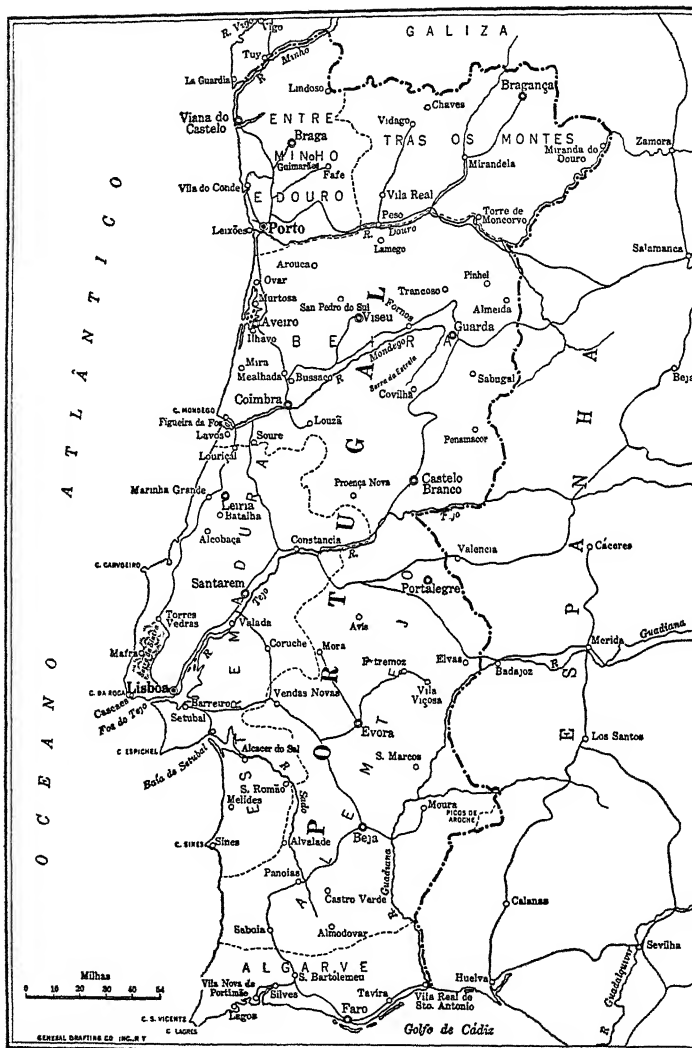 GALIZA
R. Vigo
Vigo
Tuy
R. Minho
La Guardia
Lindoso
Chaves
Bragança
Viana do
Castelo
ENTRE
MINHO
E DOURO
Braga
Guimarães
Fafe
Vidago
TRAS OS MONTES
Mirandela
Miranda do
Douro
Zamora
Vila do Conde
Vila Real
Leixões
Porto
Peso
R. Douro
Lamego
Torre de
Moncorvo
Salamanca
Arouca
Ovar
Murtosa
Aveiro
Ilhavo
San Pedro do Sul
Viseu
Trancoso
Pinhel
Almeida
Fornos
Guarda
BEIRA
Mira
Mealhada
Bussaco
R. Mondego
Serra da Estrela
Covilhã
Sabugal
Coimbra
C. MONDEGO
Figueira da Foz
Lavos
Louriçal
Soure
Louzã
Penamacor
Marinha Grande
Leiria
Batalha
Alcobaça
Proença Nova
Castelo
Branco
Constancia
R.
Tejo
Valencia
Cáceres
C. CARVOEIRO
Santarem
Tejo
Portalegre
Torres
Vedras
Valada
Avis
Coruche
Mora
Mafra
R.
Extremoz
Elvas
Badajoz
R.
Merida
Guadiana
C. DA ROCA
Cascaes
Lisboa
Foz do Tejo
Barreiro
Setubal
Vendas Novas
Vila
Viçosa
Evora
C ESPICHEL
Baía de Setubal
Alcacer do Sal
Los Santos
S. Marcos
S. Romão
R. Sado
Melides
Moura
PICOS DE
AROCHE
C. SINES
Sines
Alvalade
Beja
Guadiana
R.
Panoias
Castro Verde
Calanas
Saboia
Almodovar
ALGARVE
S. Bartolemeu
Sevilha
Guadalquivir
R
Vila Nova de
Portimão
Silves
Lagos
Tavira
Faro
Vila Real de
Sto. Antonio
Huelva
C. S. VICENTE
C LAGRES
Golfo de Cádiz
OCEANO ATLÂNTICO
PORTUGAL
ESTREMADURA
ALEMTEJO
ESPANHA
Beja
Milhas
0 10 20 30 40 54
GENERAL DRAFTING CO INC., N Y